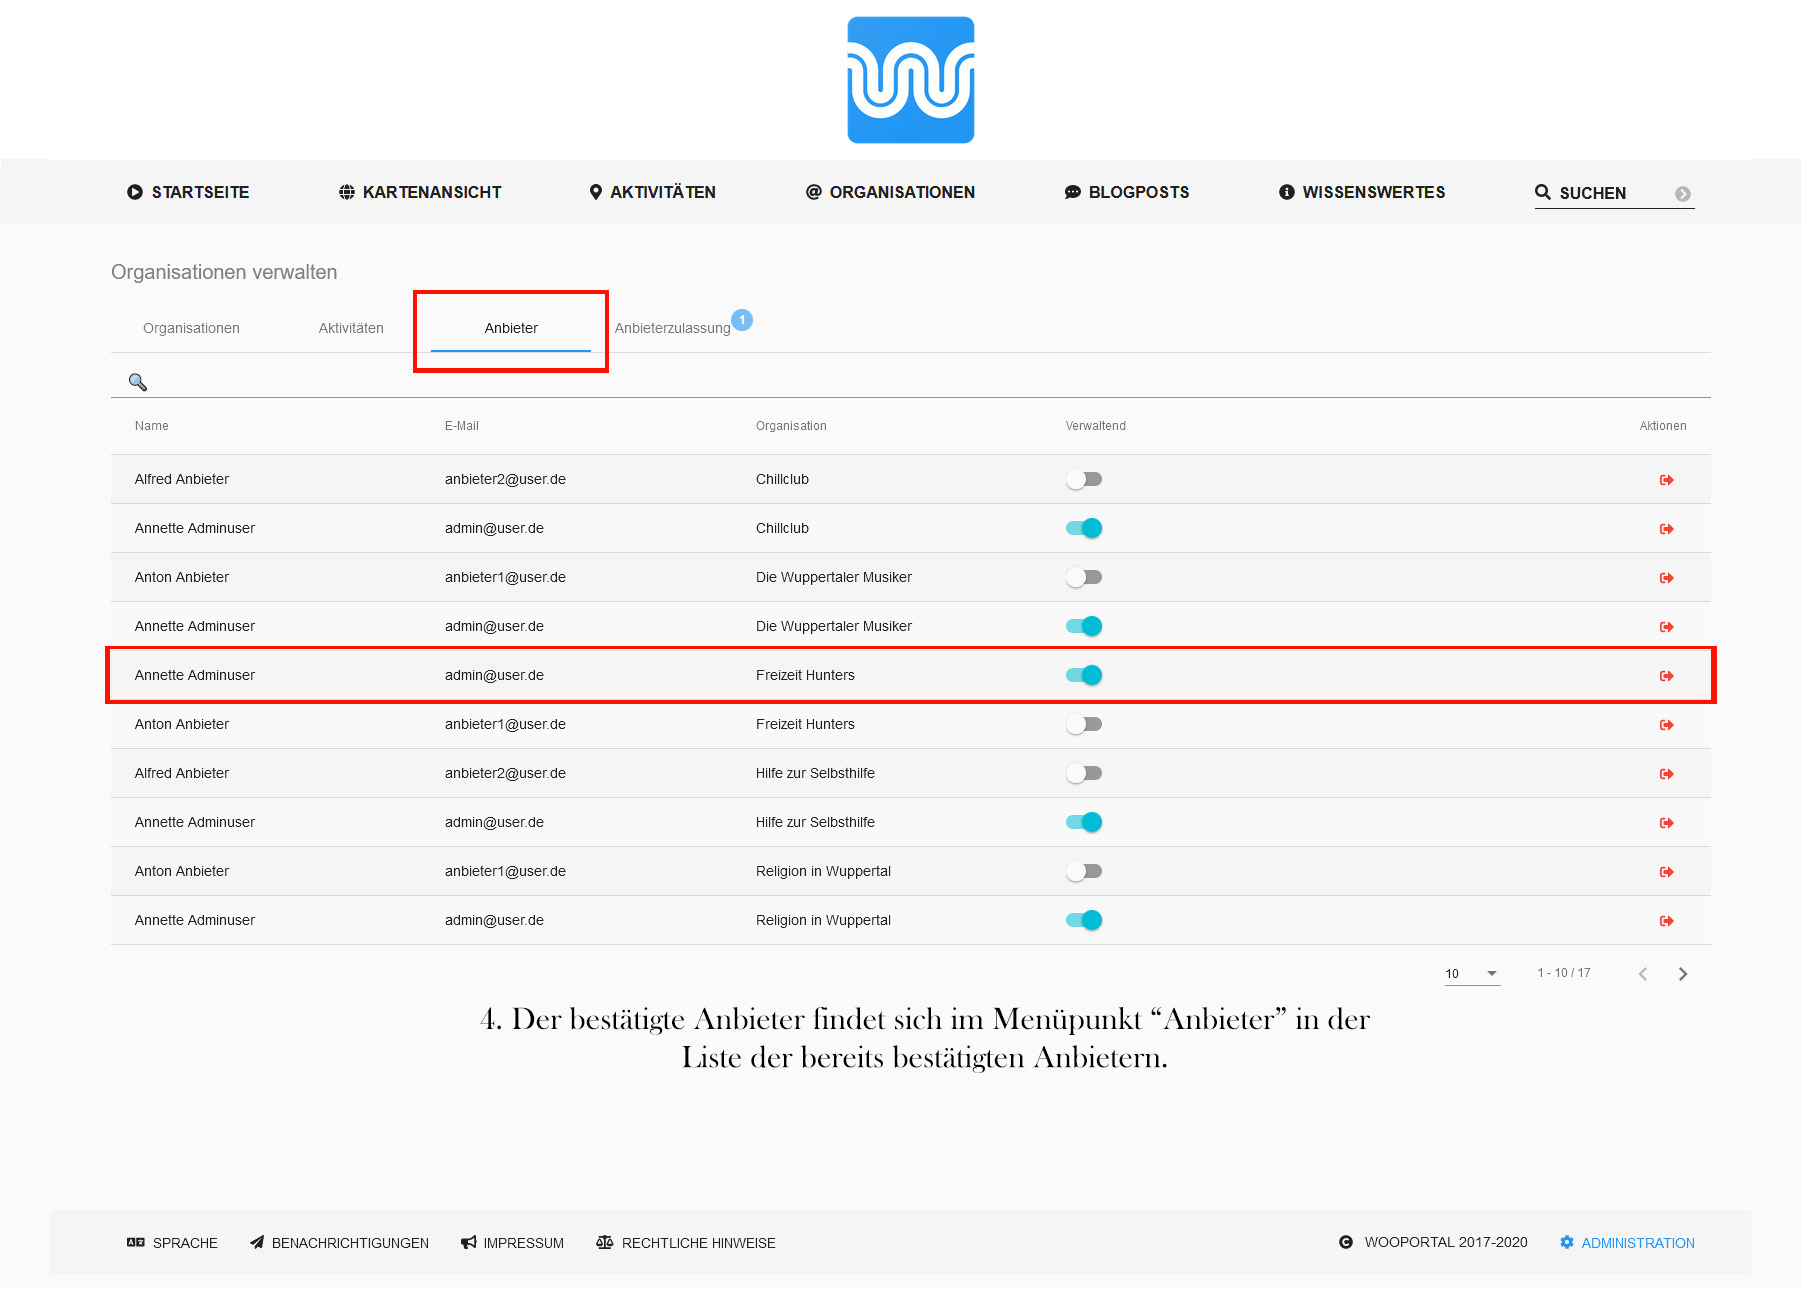 STARTSEITE KARTENANSICHT AKTIVITÄTEN ORGANISATIONEN BLOGPOSTS WISSENSWERTES SUCHEN
Organisationen verwalten
Organisationen Aktivitäten Anbieter Anbieterzulassung 1
Name E-Mail Organisation Verwaltend Aktionen
Alfred Anbieter anbieter2@user.de Chillclub
Annette Adminuser admin@user.de Chillclub
Anton Anbieter anbieter1@user.de Die Wuppertaler Musiker
Annette Adminuser admin@user.de Die Wuppertaler Musiker
Annette Adminuser admin@user.de Freizeit Hunters
Anton Anbieter anbieter1@user.de Freizeit Hunters
Alfred Anbieter anbieter2@user.de Hilfe zur Selbsthilfe
Annette Adminuser admin@user.de Hilfe zur Selbsthilfe
Anton Anbieter anbieter1@user.de Religion in Wuppertal
Annette Adminuser admin@user.de Religion in Wuppertal
10 1 - 10 / 17
4. Der bestätigte Anbieter findet sich im Menüpunkt “Anbieter” in der
Liste der bereits bestätigten Anbietern.
SPRACHE BENACHRICHTIGUNGEN IMPRESSUM RECHTLICHE HINWEISE WOOPORTAL 2017-2020 ADMINISTRATION